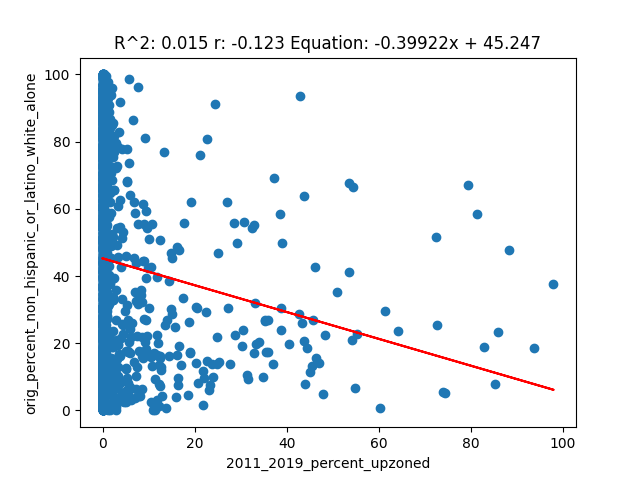 R^2: 0.015 r: -0.123 Equation: -0.39922x + 45.247
100
80
60
40
20
0
orig_percent_non_hispanic_or_latino_white_alone
0 20 40 60 80 100
2011_2019_percent_upzoned